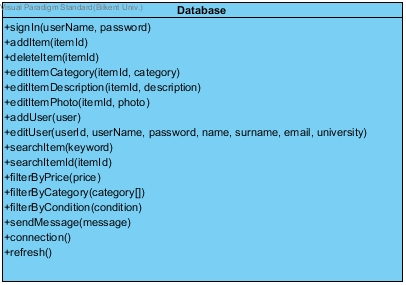 Visual Paradigm Standard(Bilkent Univ.)
Database
+signIn(userName, password)
+addItem(itemId)
+deleteItem(itemId)
+editItemCategory(itemId, category)
+editItemDescription(itemId, description)
+editItemPhoto(itemId, photo)
+addUser(user)
+editUser(userId, userName, password, name, surname, email, university)
+searchItem(keyword)
+searchItemId(itemId)
+filterByPrice(price)
+filterByCategory(category[])
+filterByCondition(condition)
+sendMessage(message)
+connection()
+refresh()